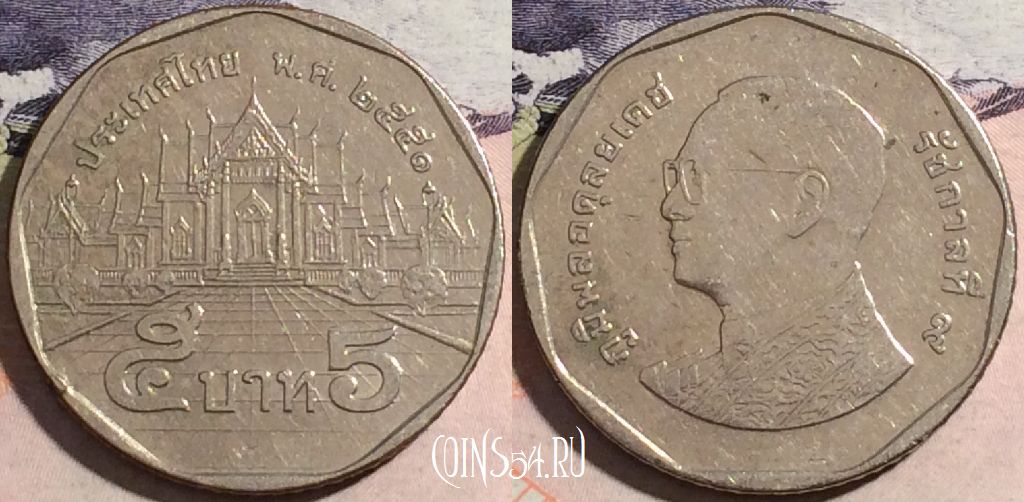 ประเทศไทย พ.ศ. ๒๕๕๑
๕ บาท 5
ภูมิพลอดุลยเดช
รัชกาลที่ ๙
COINS54.RU